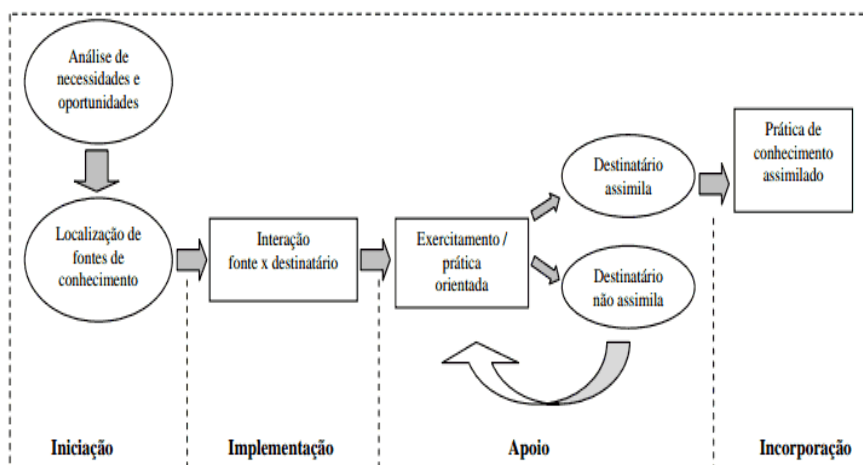 Análise de
necessidades e
oportunidades
Localização de
fontes de
conhecimento
Interação
fonte x destinatário
Exercitamento /
prática
orientada
Destinatário
assimila
Destinatário
não assimila
Prática de
conhecimento
assimilado
Iniciação
Implementação
Apoio
Incorporação